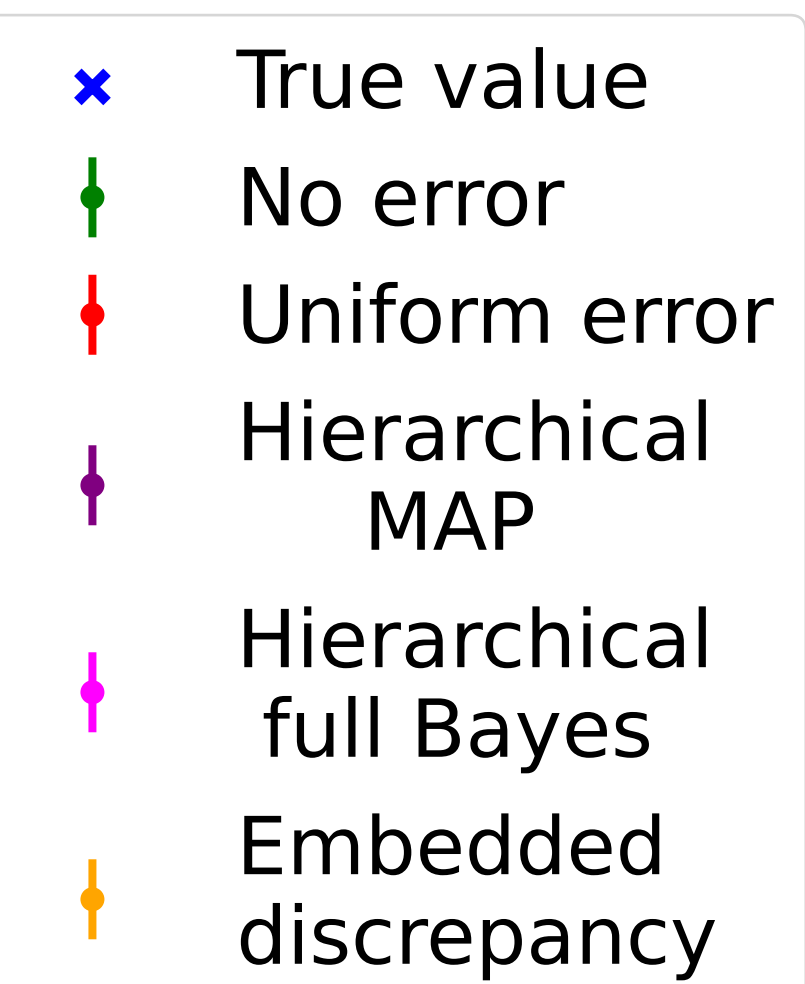 True value
No error
Uniform error
Hierarchical
MAP
Hierarchical
full Bayes
Embedded
discrepancy